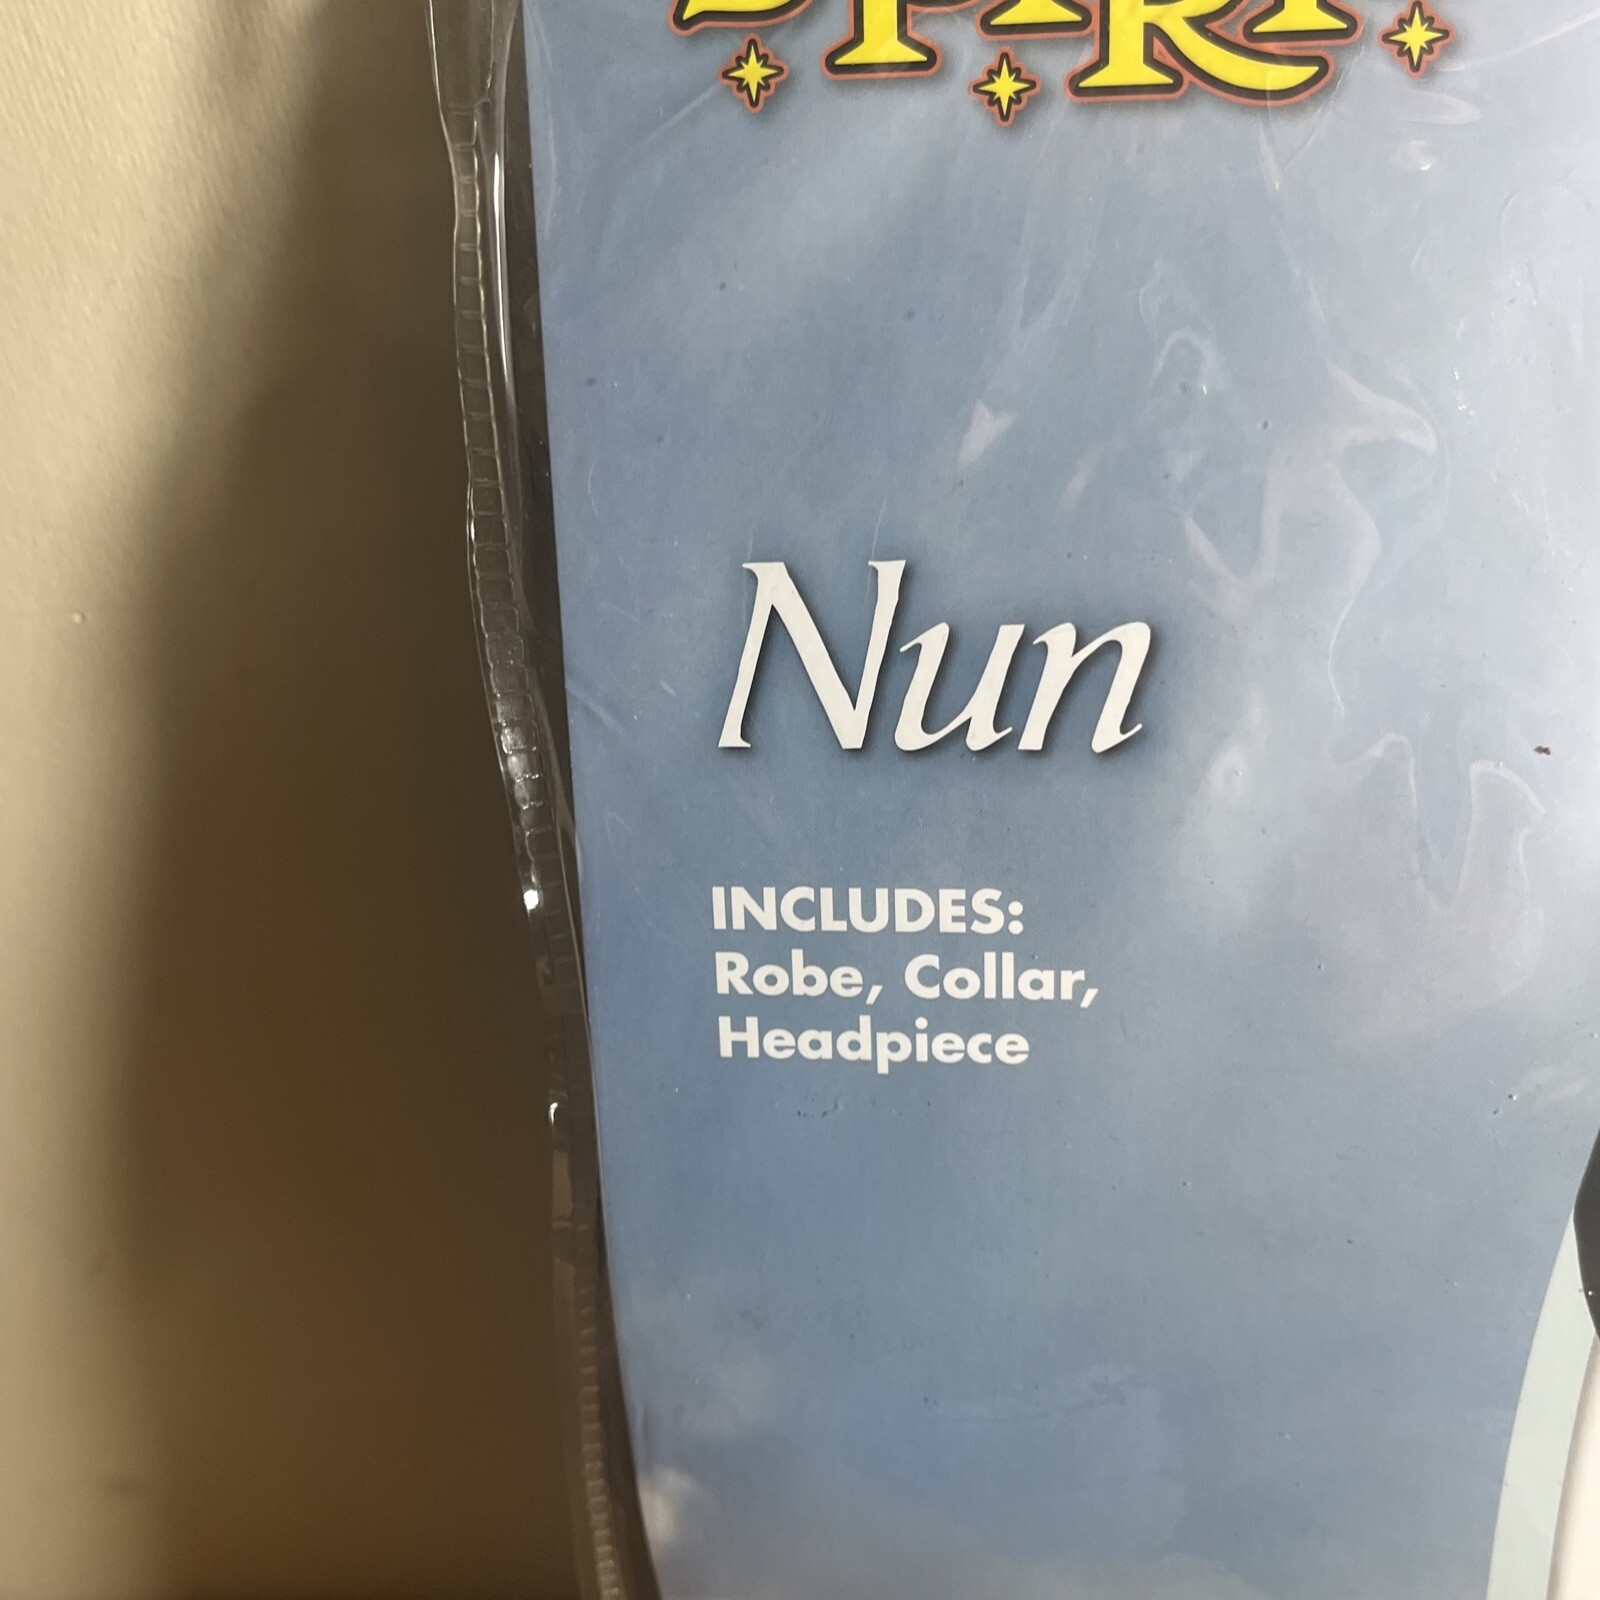 Nun
INCLUDES:
Robe, Collar,
Headpiece